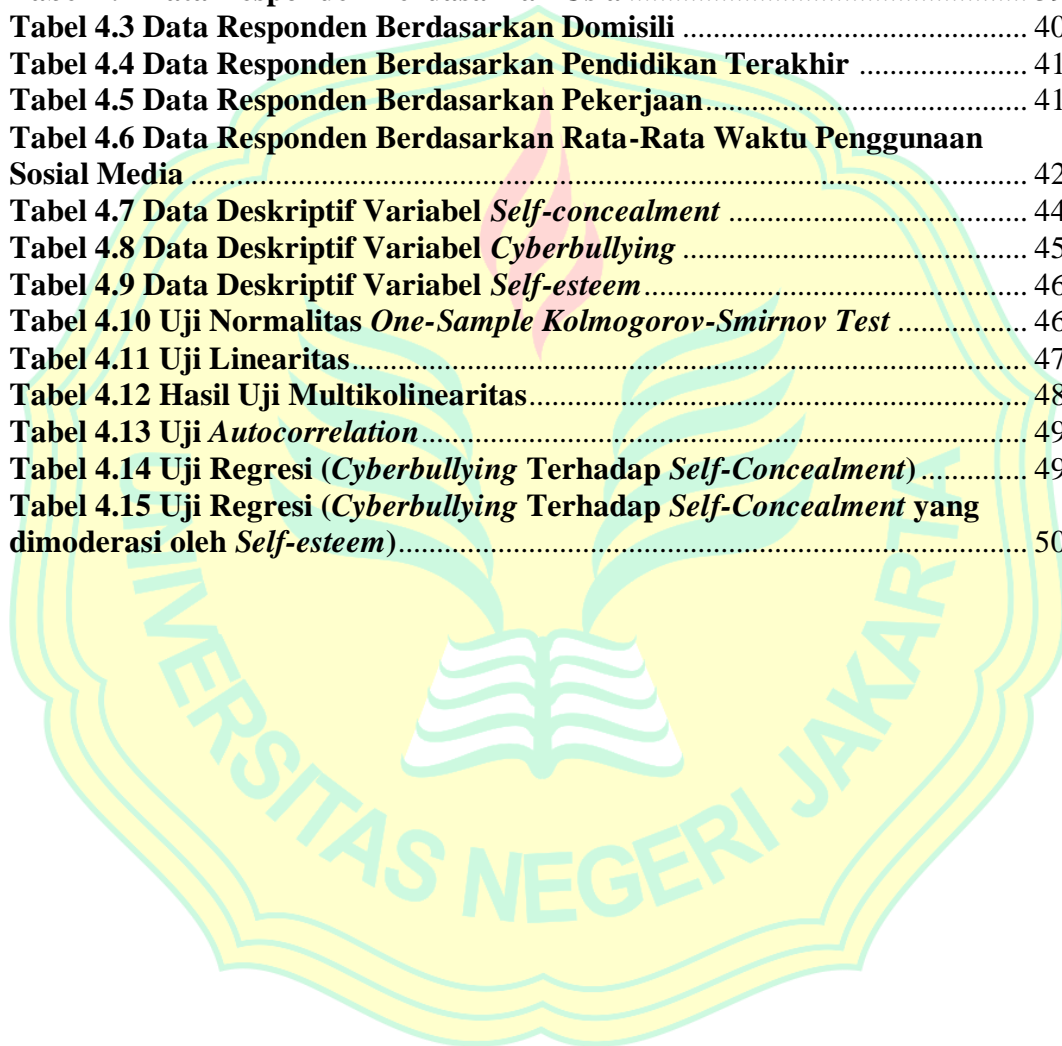 Tabel 4.3 Data Responden Berdasarkan Domisili ........ 40
Tabel 4.4 Data Responden Berdasarkan Pendidikan Terakhir ........ 41
Tabel 4.5 Data Responden Berdasarkan Pekerjaan ........ 41
Tabel 4.6 Data Responden Berdasarkan Rata-Rata Waktu Penggunaan
Sosial Media ........ 42
Tabel 4.7 Data Deskriptif Variabel Self-concealment ........ 44
Tabel 4.8 Data Deskriptif Variabel Cyberbullying ........ 45
Tabel 4.9 Data Deskriptif Variabel Self-esteem ........ 46
Tabel 4.10 Uji Normalitas One-Sample Kolmogorov-Smirnov Test ........ 46
Tabel 4.11 Uji Linearitas ........ 47
Tabel 4.12 Hasil Uji Multikolinearitas ........ 48
Tabel 4.13 Uji Autocorrelation ........ 49
Tabel 4.14 Uji Regresi (Cyberbullying Terhadap Self-Concealment) ........ 49
Tabel 4.15 Uji Regresi (Cyberbullying Terhadap Self-Concealment yang
dimoderasi oleh Self-esteem) ........ 50
UNIVERSITAS NEGERI JAKARTA